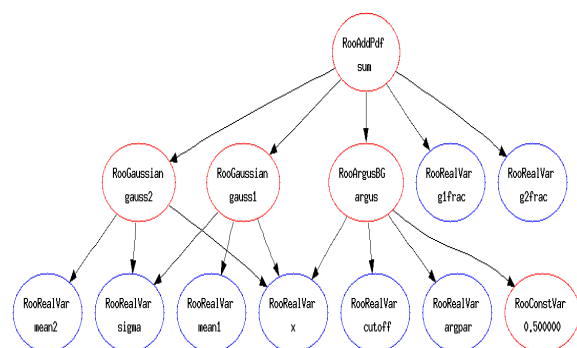 RooAddPdf
sum
RooGaussian
gauss2
RooGaussian
gauss1
RooArgusBG
argus
RooRealVar
g1frac
RooRealVar
g2frac
RooRealVar
mean2
RooRealVar
sigma
RooRealVar
mean1
RooRealVar
x
RooRealVar
cutoff
RooRealVar
argpar
RooConstVar
0.500000